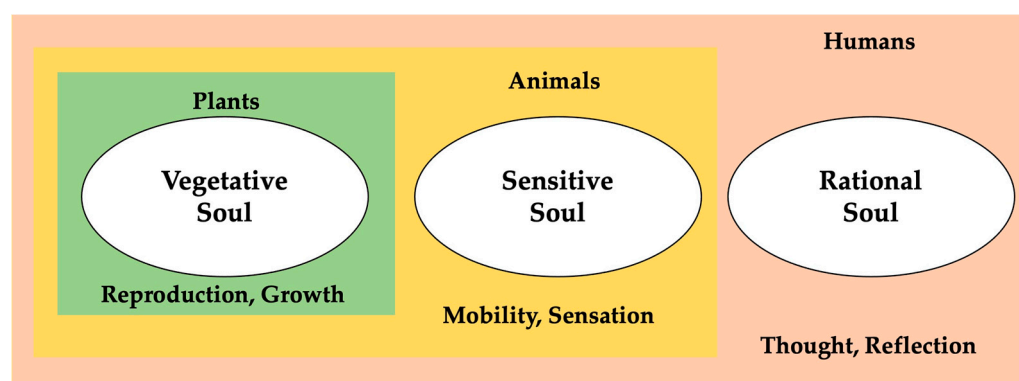 Humans
Animals
Plants
Vegetative
Soul
Sensitive
Soul
Rational
Soul
Reproduction, Growth
Mobility, Sensation
Thought, Reflection